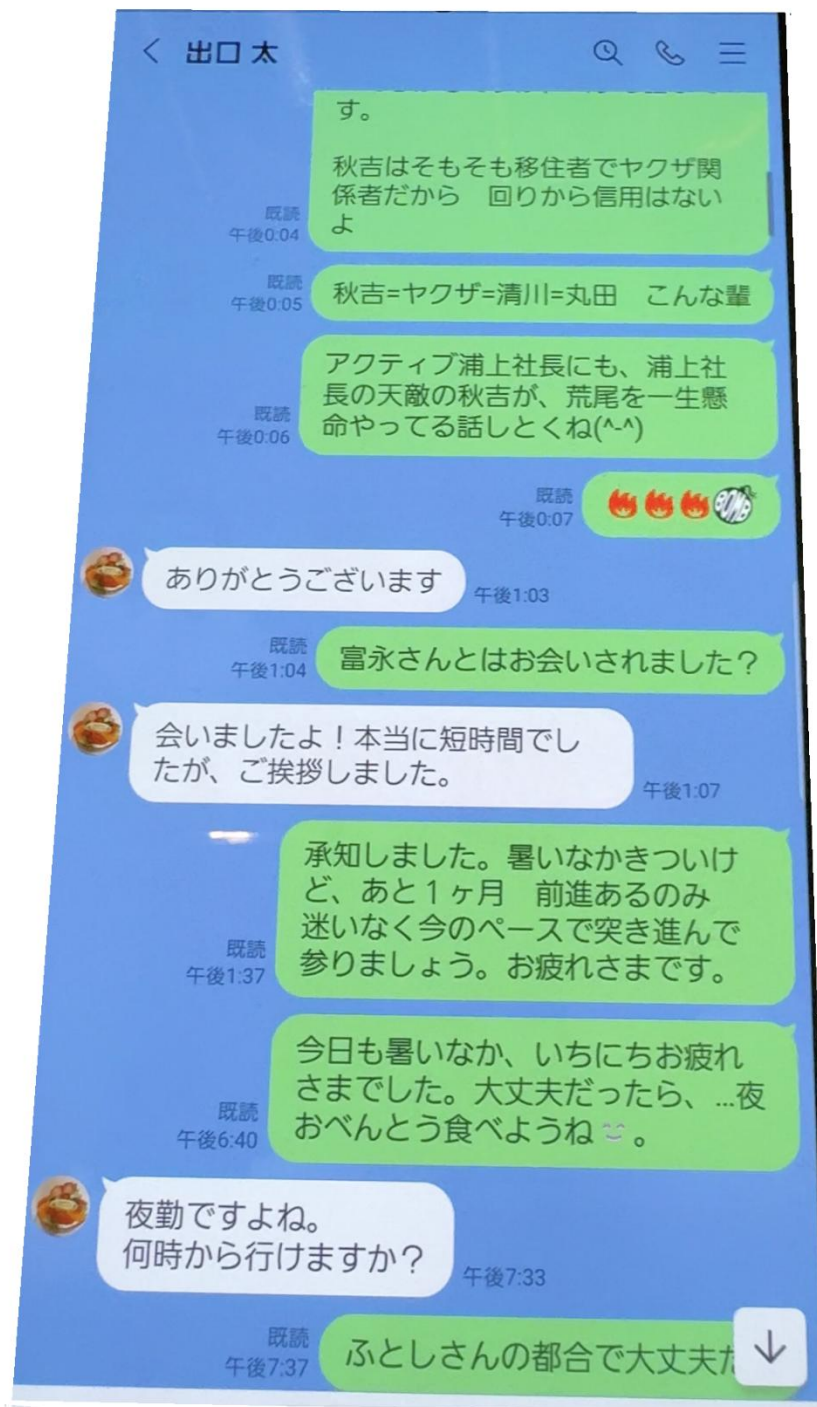 出口 太
す。
秋吉はそもそも移住者でヤクザ関
係者だから　回りから信用はない
よ
既読
午後0:04
秋吉=ヤクザ=清川=丸田　こんな輩
既読
午後0:05
アクティブ浦上社長にも、浦上社
長の天敵の秋吉が、荒尾を一生懸
命やってる話しとくね(^-^)
既読
午後0:06
BOMB
既読
午後0:07
ありがとうございます
午後1:03
富永さんとはお会いされました？
既読
午後1:04
会いましたよ！本当に短時間でし
たが、ご挨拶しました。
午後1:07
承知しました。暑いなかきついけ
ど、あと１ヶ月　前進あるのみ
迷いなく今のペースで突き進んで
参りましょう。お疲れさまです。
既読
午後1:37
今日も暑いなか、いちにちお疲れ
さまでした。大丈夫だったら、...夜
おべんとう食べようね😊。
既読
午後6:40
夜勤ですよね。
何時から行けますか？
午後7:33
ふとしさんの都合で大丈夫だ
既読
午後7:37